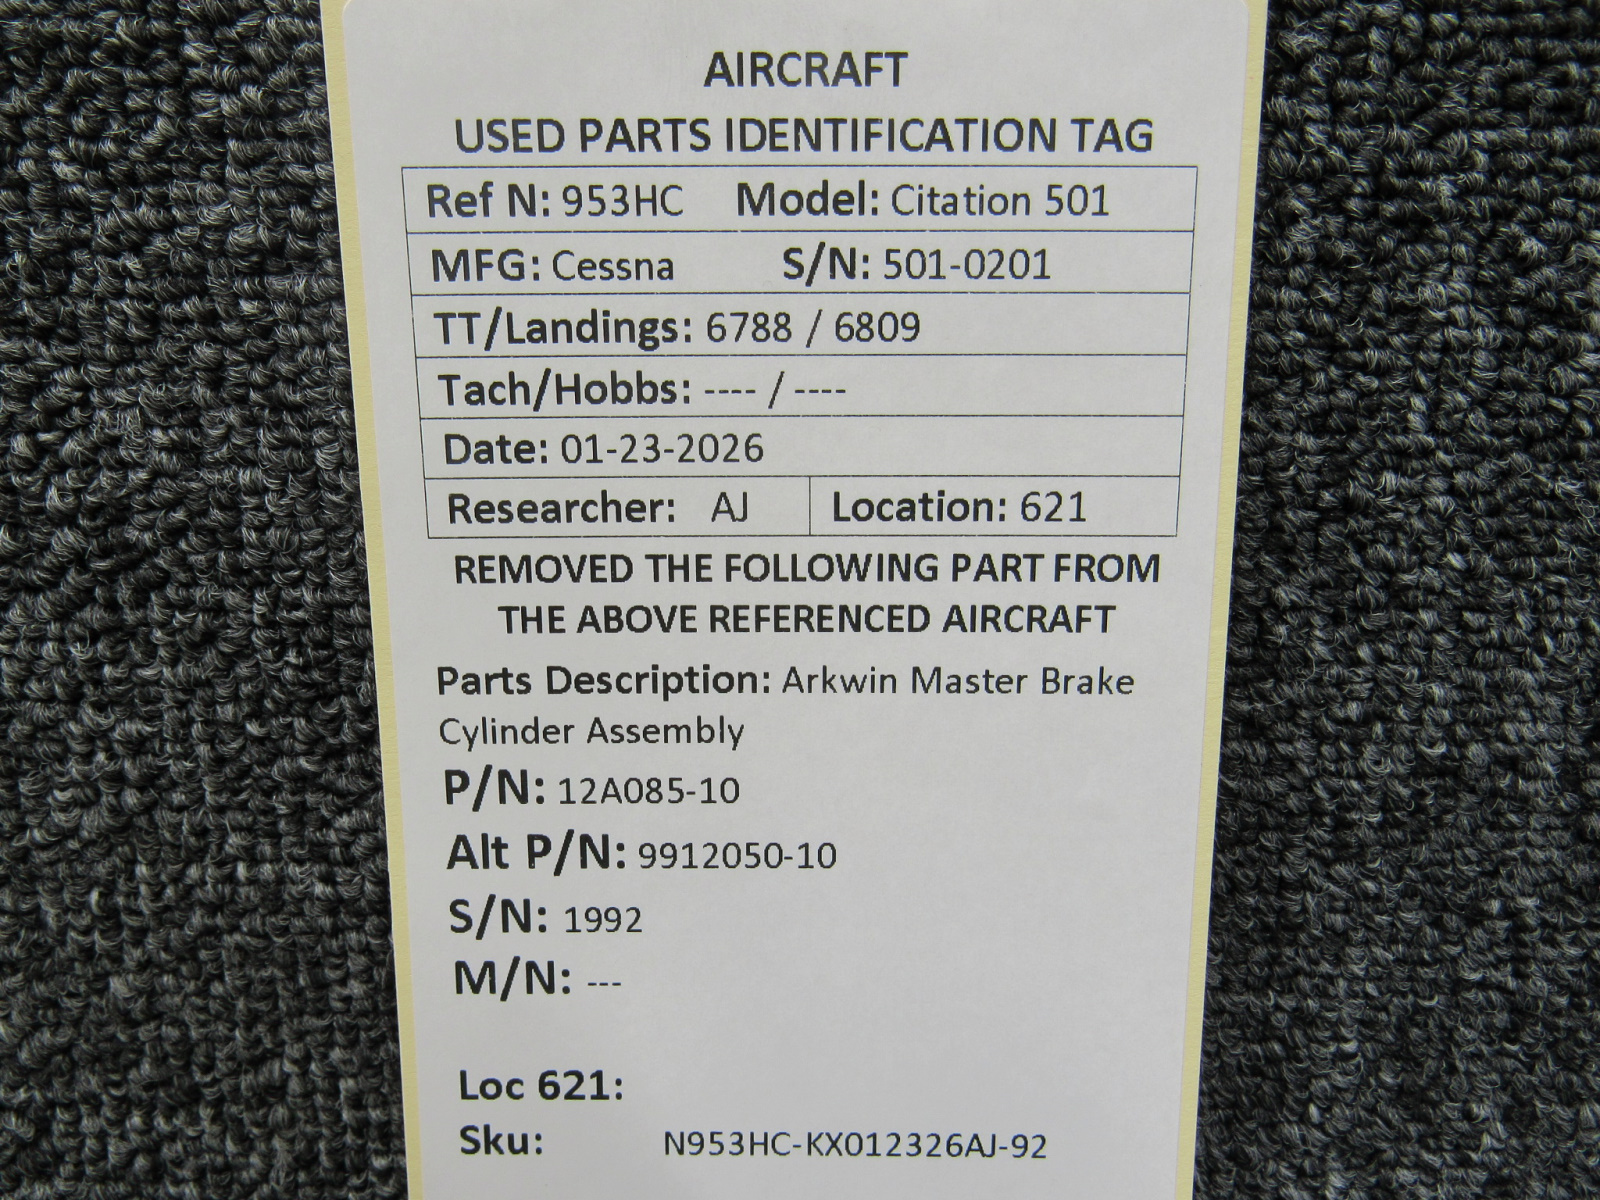 AIRCRAFT
USED PARTS IDENTIFICATION TAG
Ref N: 953HC Model: Citation 501
MFG: Cessna S/N: 501-0201
TT/Landings: 6788 / 6809
Tach/Hobbs: ---- / ----
Date: 01-23-2026
Researcher: AJ Location: 621
REMOVED THE FOLLOWING PART FROM
THE ABOVE REFERENCED AIRCRAFT
Parts Description: Arkwin Master Brake
Cylinder Assembly
P/N: 12A085-10
Alt P/N: 9912050-10
S/N: 1992
M/N: ---
Loc 621:
Sku: N953HC-KX012326AJ-92